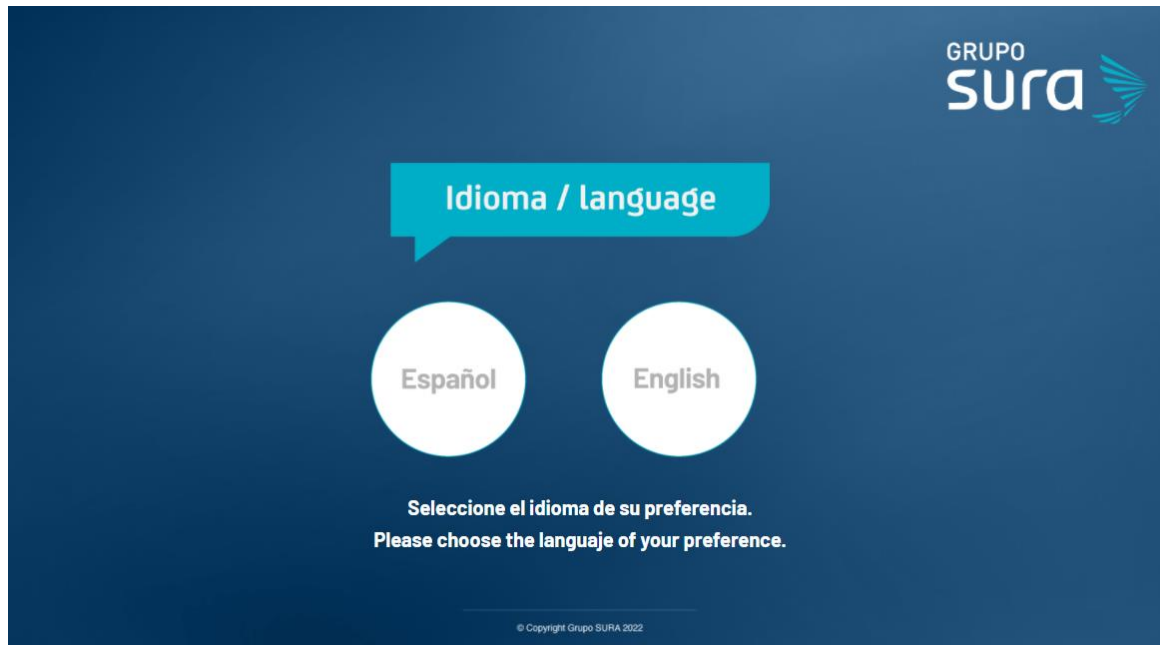 GRUPO
sura
Idioma / language
Español
English
Seleccione el idioma de su preferencia.
Please choose the languaje of your preference.
© Copyright Grupo SURA 2022